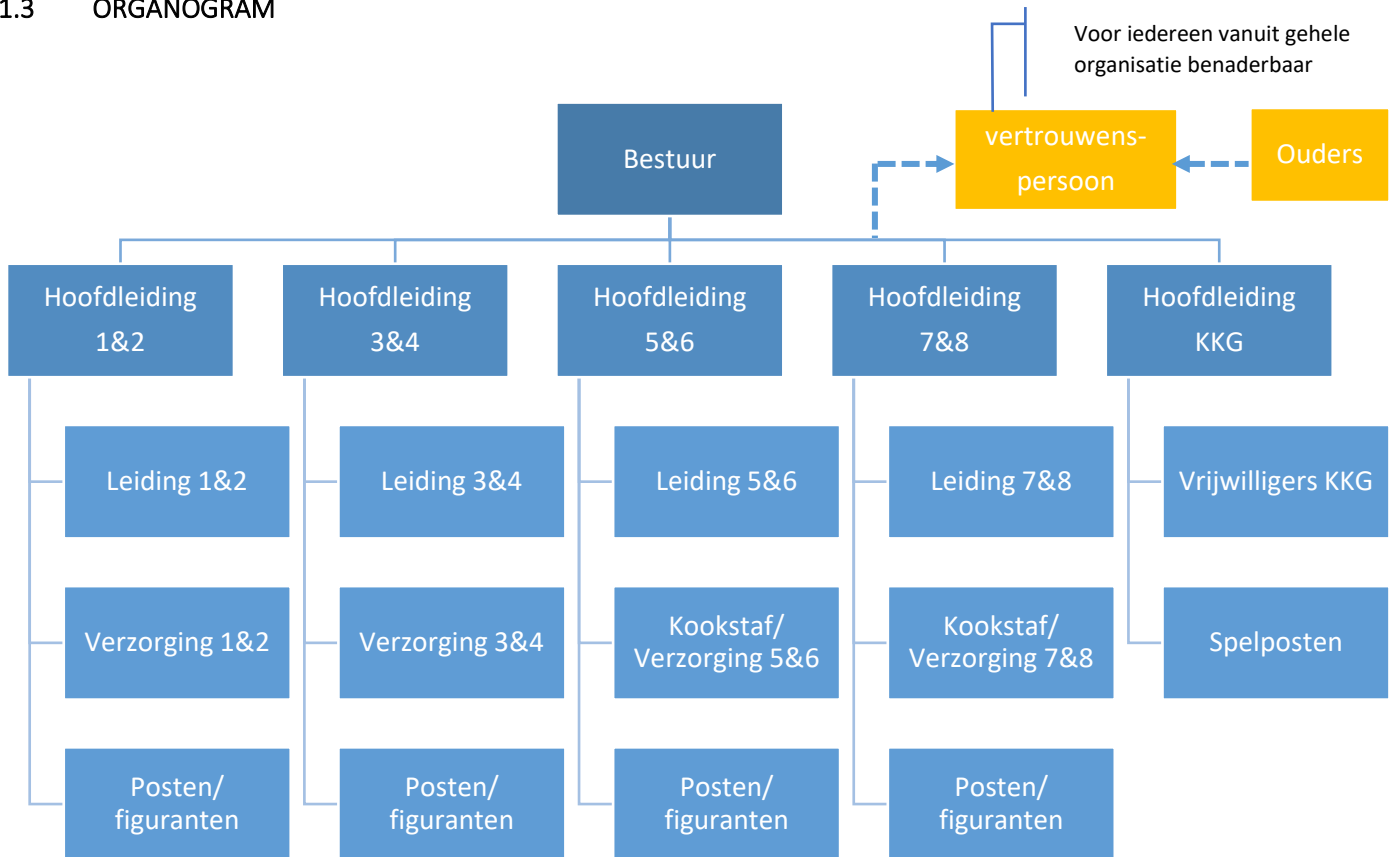 1.3 ORGANOGRAM
Voor iedereen vanuit gehele
organisatie benaderbaar
Bestuur
vertrouwens-
persoon
Ouders
Hoofdleiding
1&2
Hoofdleiding
3&4
Hoofdleiding
5&6
Hoofdleiding
7&8
Hoofdleiding
KKG
Leiding 1&2
Leiding 3&4
Leiding 5&6
Leiding 7&8
Vrijwilligers KKG
Verzorging 1&2
Verzorging 3&4
Kookstaf/
Verzorging 5&6
Kookstaf/
Verzorging 7&8
Spelposten
Posten/
figuranten
Posten/
figuranten
Posten/
figuranten
Posten/
figuranten